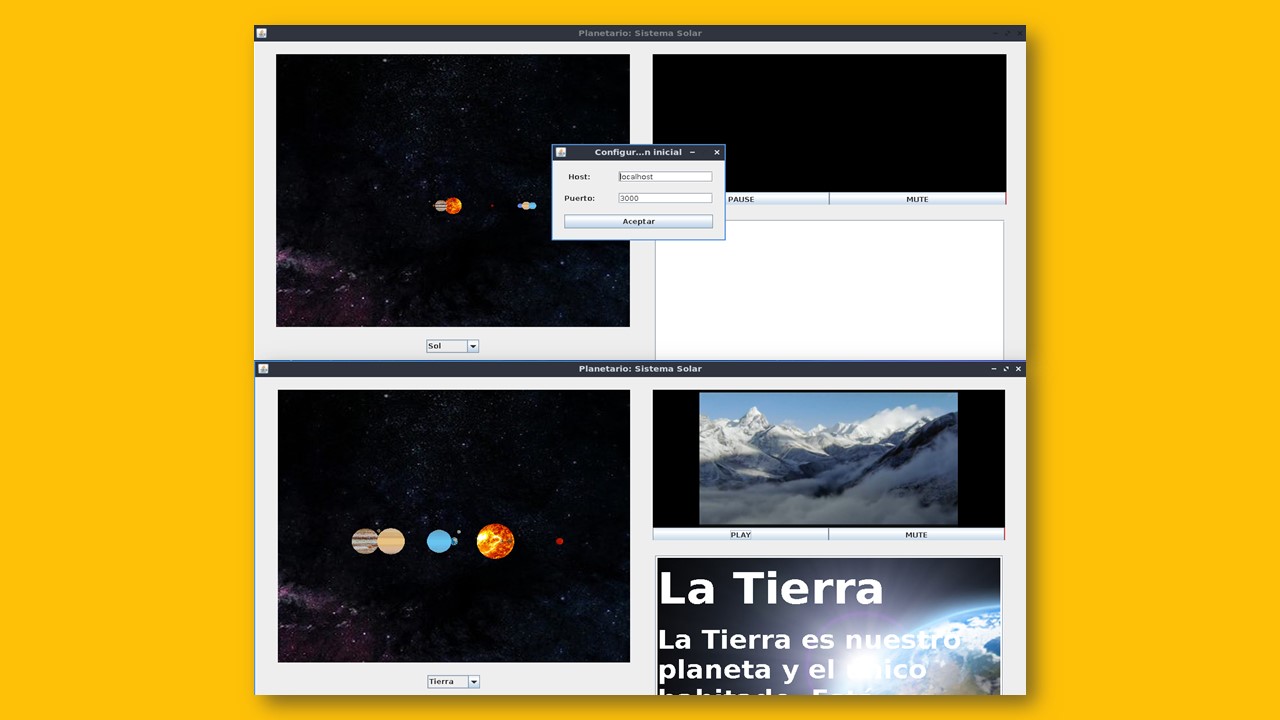 Planetario: Sistema Solar
Configur...n inicial
Host:
localhost
Puerto:
3000
Aceptar
PAUSE
MUTE
Sol
Planetario: Sistema Solar
PLAY
MUTE
La Tierra
La Tierra es nuestro
planeta y el único
Tierra